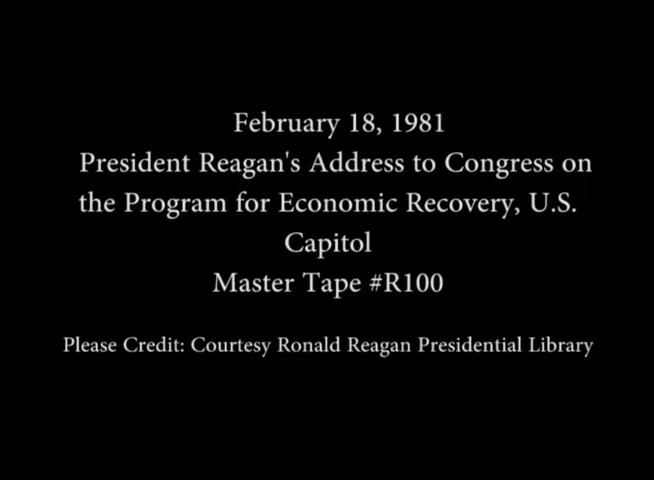 February 18, 1981
President Reagan's Address to Congress on
the Program for Economic Recovery, U.S.
Capitol
Master Tape #R100
Please Credit: Courtesy Ronald Reagan Presidential Library